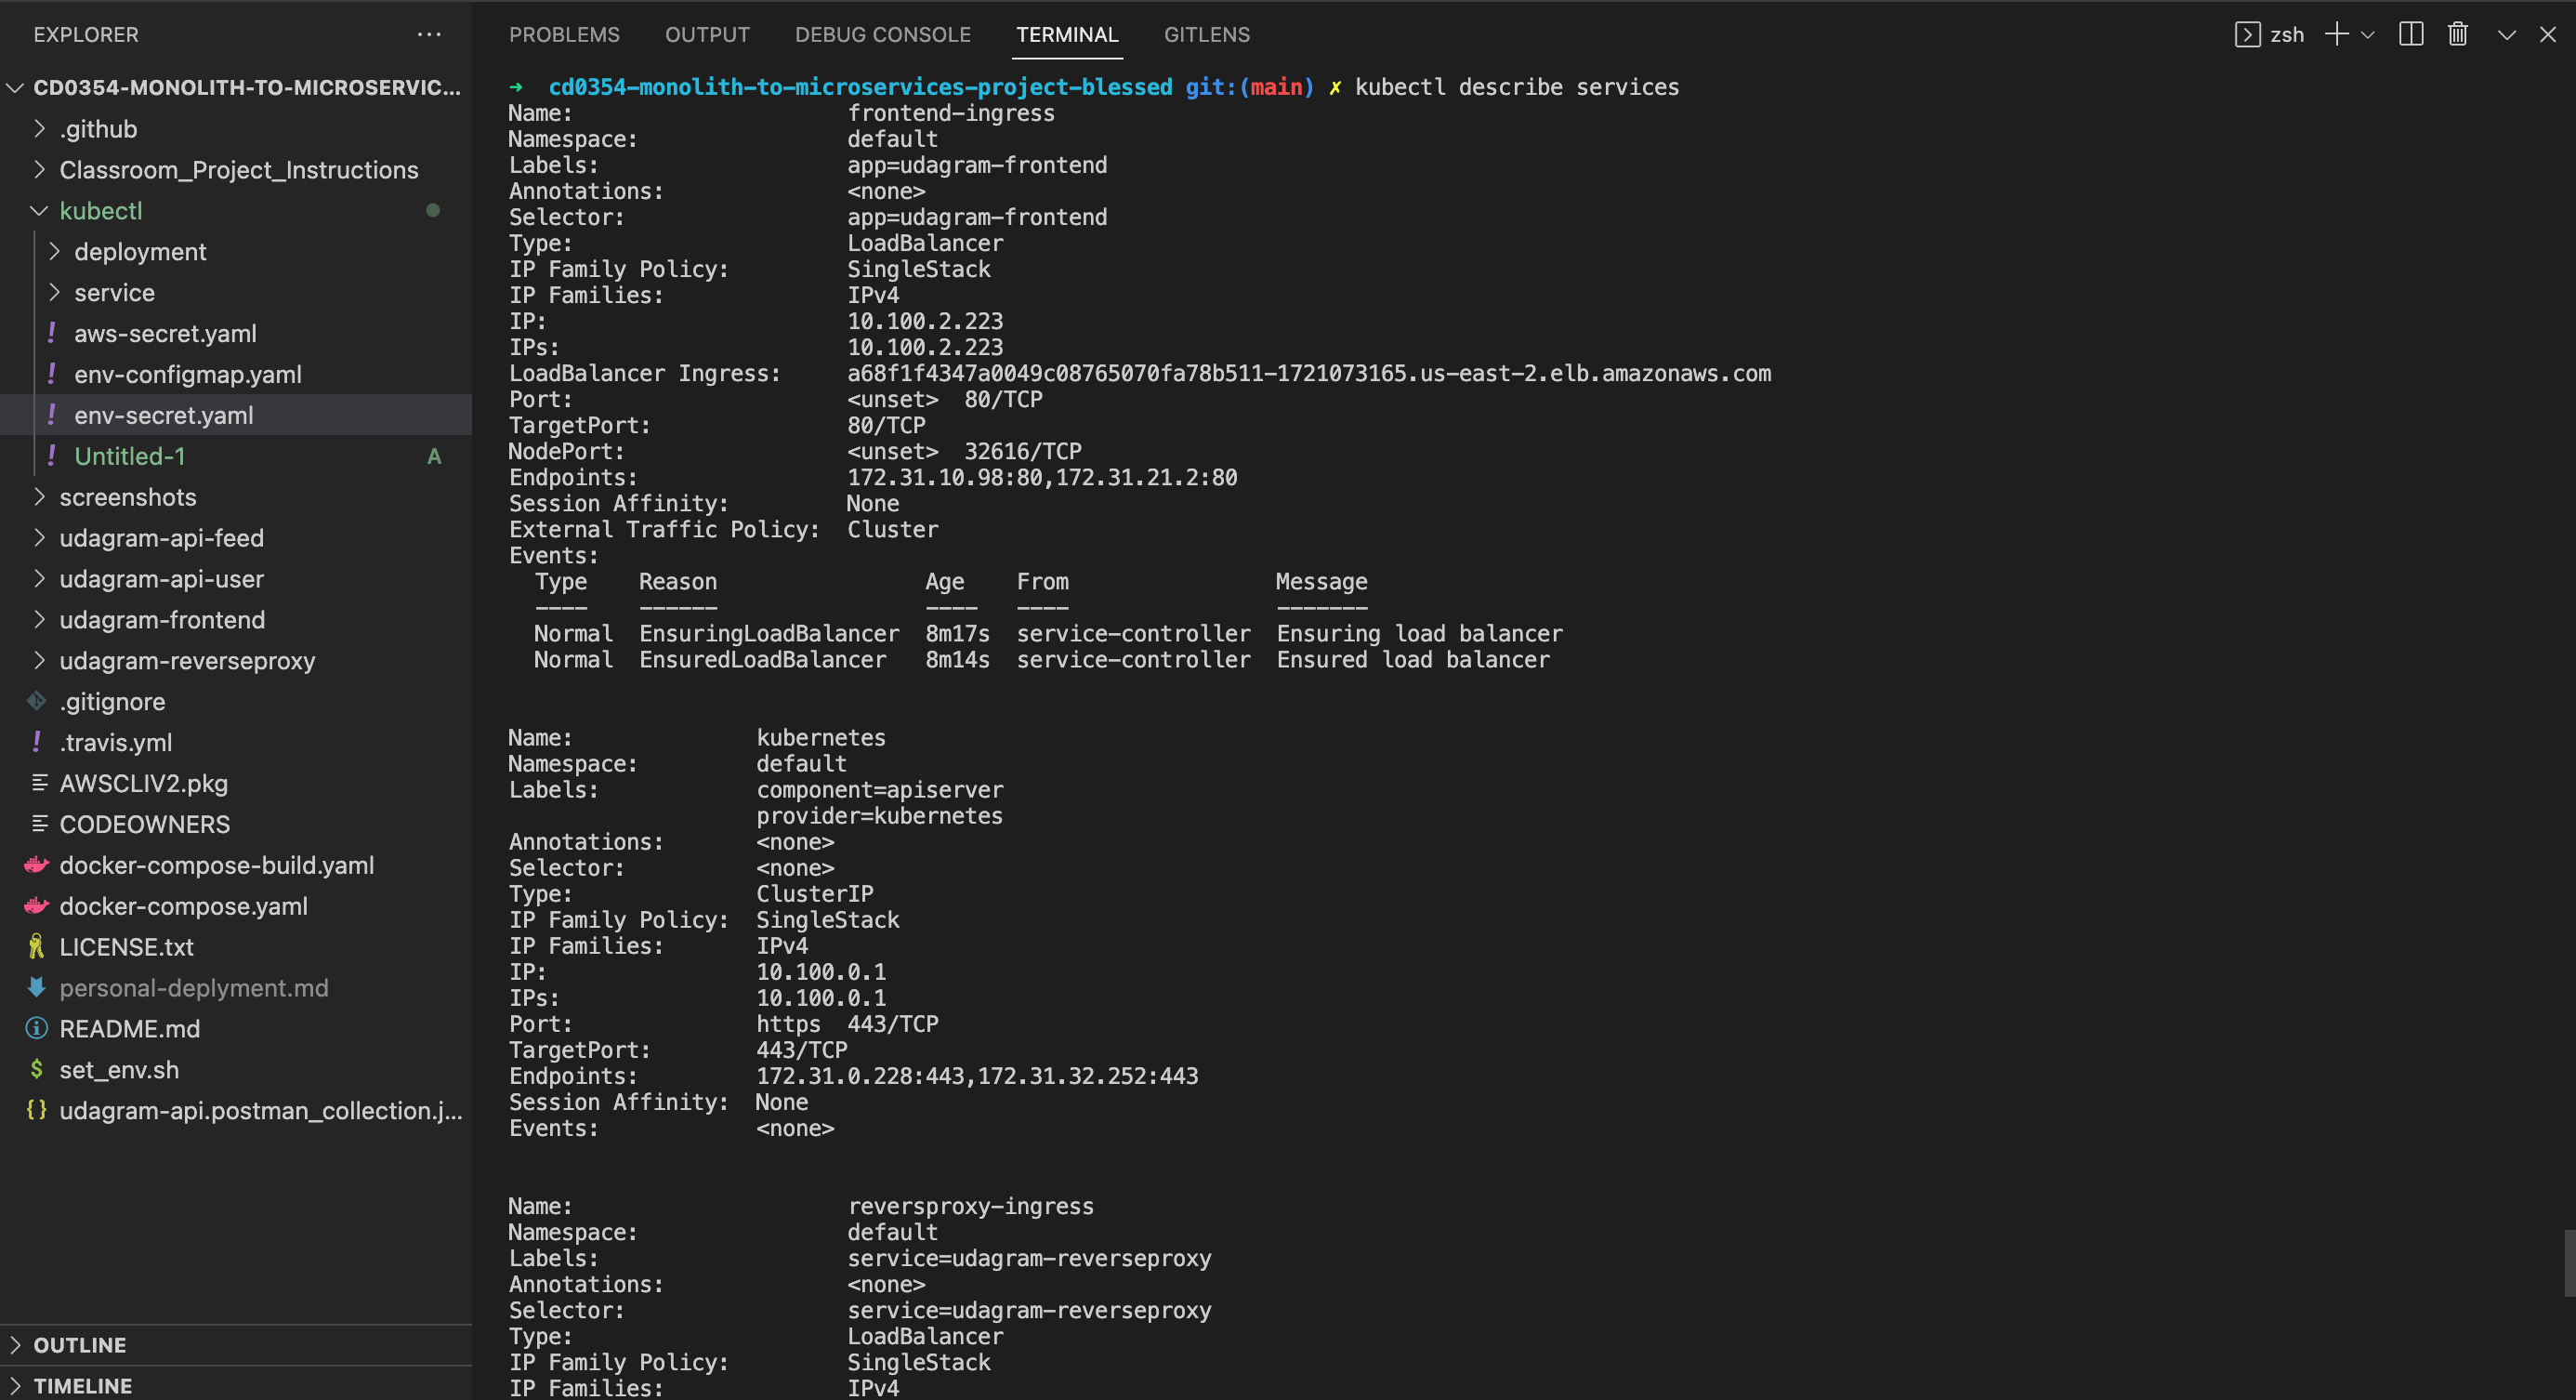 EXPLORER
CD0354-MONOLITH-TO-MICROSERVIC...
.github
Classroom_Project_Instructions
kubectl
deployment
service
! aws-secret.yaml
! env-configmap.yaml
! env-secret.yaml
! Untitled-1 A
screenshots
udagram-api-feed
udagram-api-user
udagram-frontend
udagram-reverseproxy
.gitignore
! .travis.yml
AWSCLIV2.pkg
CODEOWNERS
docker-compose-build.yaml
docker-compose.yaml
LICENSE.txt
personal-deplyment.md
README.md
$ set_env.sh
{} udagram-api.postman_collection.j...
OUTLINE
TIMELINE
PROBLEMS OUTPUT DEBUG CONSOLE TERMINAL GITLENS zsh
➜ cd0354-monolith-to-microservices-project-blessed git:(main) ✗ kubectl describe services
Name: frontend-ingress
Namespace: default
Labels: app=udagram-frontend
Annotations: <none>
Selector: app=udagram-frontend
Type: LoadBalancer
IP Family Policy: SingleStack
IP Families: IPv4
IP: 10.100.2.223
IPs: 10.100.2.223
LoadBalancer Ingress: a68f1f4347a0049c08765070fa78b511-1721073165.us-east-2.elb.amazonaws.com
Port: <unset> 80/TCP
TargetPort: 80/TCP
NodePort: <unset> 32616/TCP
Endpoints: 172.31.10.98:80,172.31.21.2:80
Session Affinity: None
External Traffic Policy: Cluster
Events:
Type Reason Age From Message
---- ------ ---- ---- -------
Normal EnsuringLoadBalancer 8m17s service-controller Ensuring load balancer
Normal EnsuredLoadBalancer 8m14s service-controller Ensured load balancer
Name: kubernetes
Namespace: default
Labels: component=apiserver
provider=kubernetes
Annotations: <none>
Selector: <none>
Type: ClusterIP
IP Family Policy: SingleStack
IP Families: IPv4
IP: 10.100.0.1
IPs: 10.100.0.1
Port: https 443/TCP
TargetPort: 443/TCP
Endpoints: 172.31.0.228:443,172.31.32.252:443
Session Affinity: None
Events: <none>
Name: reversproxy-ingress
Namespace: default
Labels: service=udagram-reverseproxy
Annotations: <none>
Selector: service=udagram-reverseproxy
Type: LoadBalancer
IP Family Policy: SingleStack
IP Families: IPv4